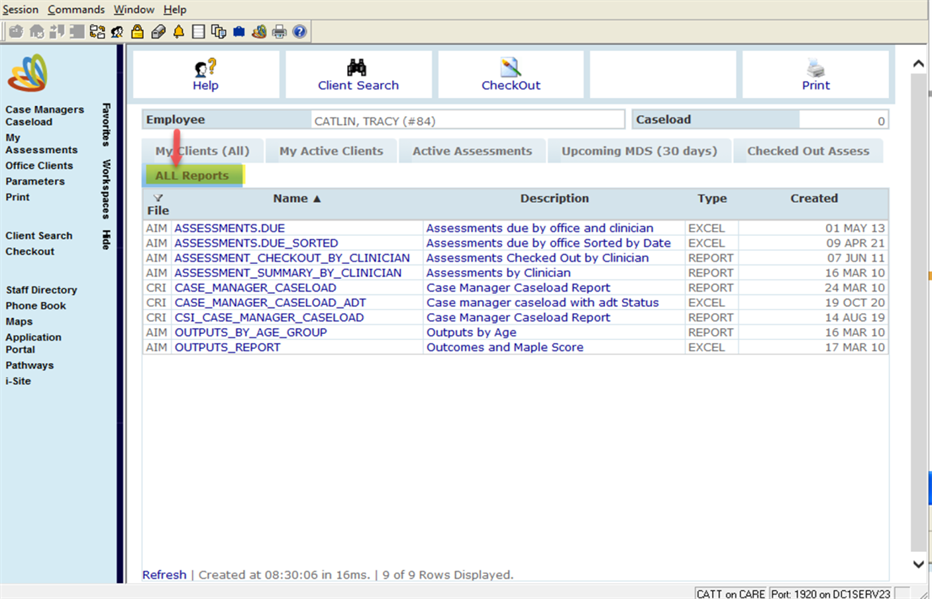 Session Commands Window Help
Help
Client Search
CheckOut
Print
Case Managers
Caseload
My
Assessments
Office Clients
Parameters
Print
Client Search
Checkout
Staff Directory
Phone Book
Maps
Application
Portal
Pathways
i-Site
Favorites
Workspaces
Hide
Employee CATLIN, TRACY (#84) Caseload 0
My Clients (All) My Active Clients Active Assessments Upcoming MDS (30 days) Checked Out Assess
ALL Reports
File Name ▲ Description Type Created
AIM ASSESSMENTS.DUE Assessments due by office and clinician EXCEL 01 MAY 13
AIM ASSESSMENTS.DUE_SORTED Assessments due by office Sorted by Date EXCEL 09 APR 21
AIM ASSESSMENT_CHECKOUT_BY_CLINICIAN Assessments Checked Out by Clinician REPORT 07 JUN 11
AIM ASSESSMENT_SUMMARY_BY_CLINICIAN Assessments by Clinician REPORT 16 MAR 10
CRI CASE_MANAGER_CASELOAD Case Manager Caseload Report REPORT 24 MAR 10
CRI CASE_MANAGER_CASELOAD_ADT Case manager caseload with adt Status EXCEL 19 OCT 20
CRI CSI_CASE_MANAGER_CASELOAD Case Manager Caseload Report REPORT 14 AUG 19
AIM OUTPUTS_BY_AGE_GROUP Outputs by Age REPORT 16 MAR 10
AIM OUTPUTS_REPORT Outcomes and Maple Score EXCEL 17 MAR 10
Refresh | Created at 08:30:06 in 16ms. | 9 of 9 Rows Displayed.
CATT on CARE Port: 1920 on DC1SERV23